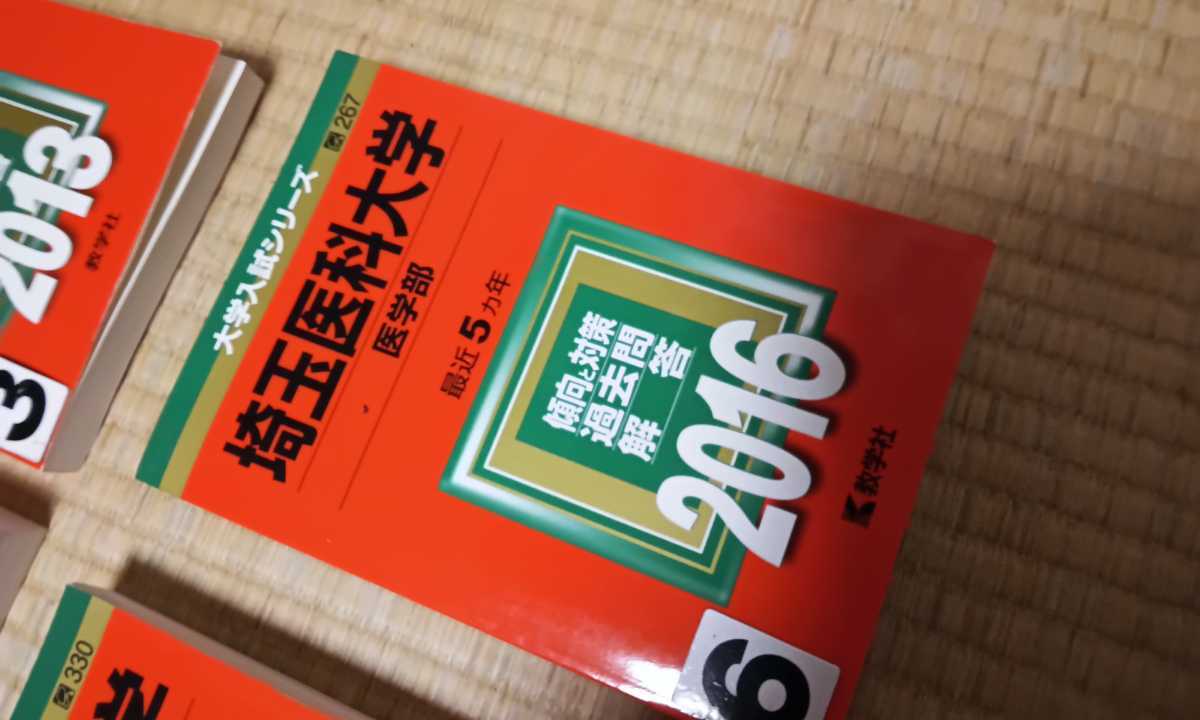 大学入試シリーズ
267
埼玉医科大学
医学部
最近5カ年
傾向と対策
過去問
解答
2016
教学社
6
2013
教学社
3
330
学